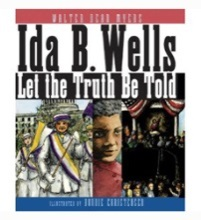 WALTER DEAN MYERS
Ida B. Wells
Let the Truth Be Told
ILLUSTRATED BY BONNIE CHRISTENSEN